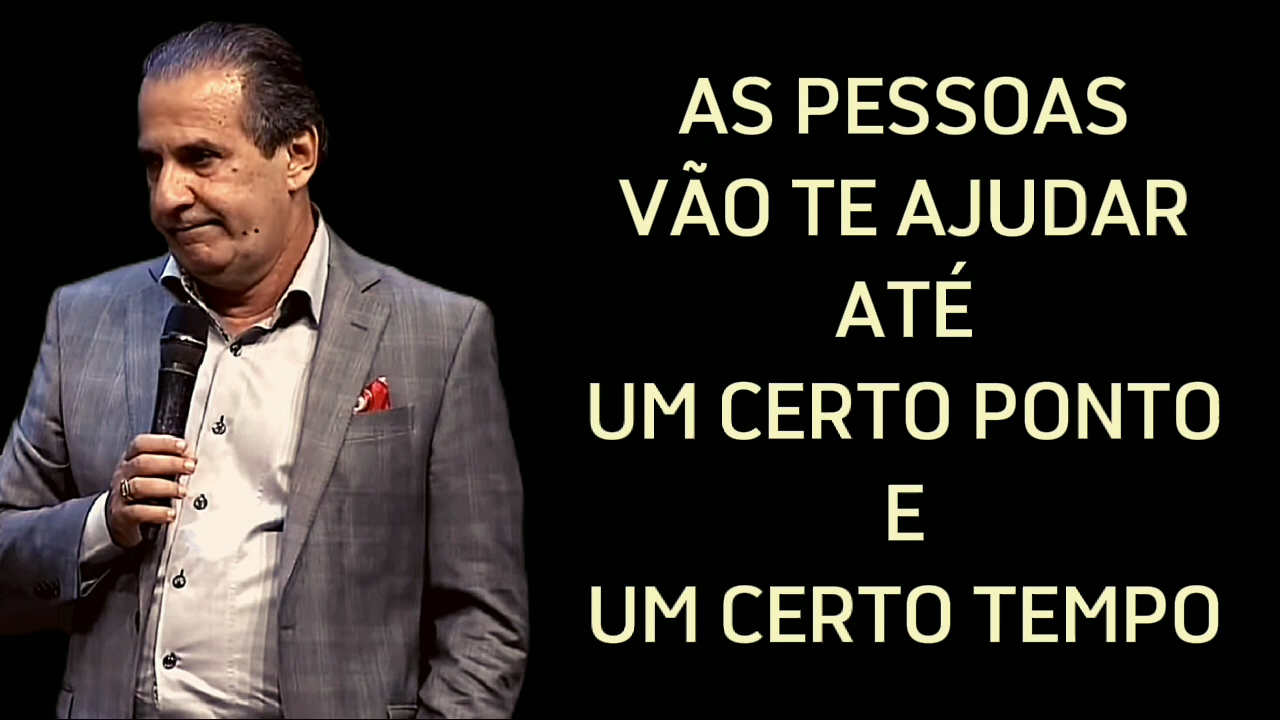 AS PESSOAS
VÃO TE AJUDAR
ATÉ
UM CERTO PONTO
E
UM CERTO TEMPO